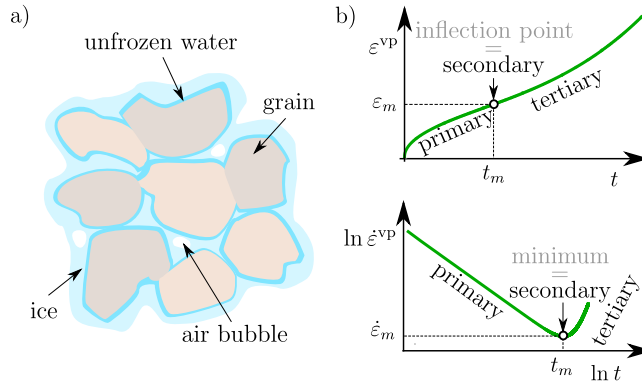 a)
unfrozen water
grain
ice
air bubble
b)
inflection point
=
secondary
ε^vp
ε_m
primary
tertiary
t_m
t
ln ε̇^vp
primary
minimum
=
secondary
tertiary
ε̇_m
t_m
ln t